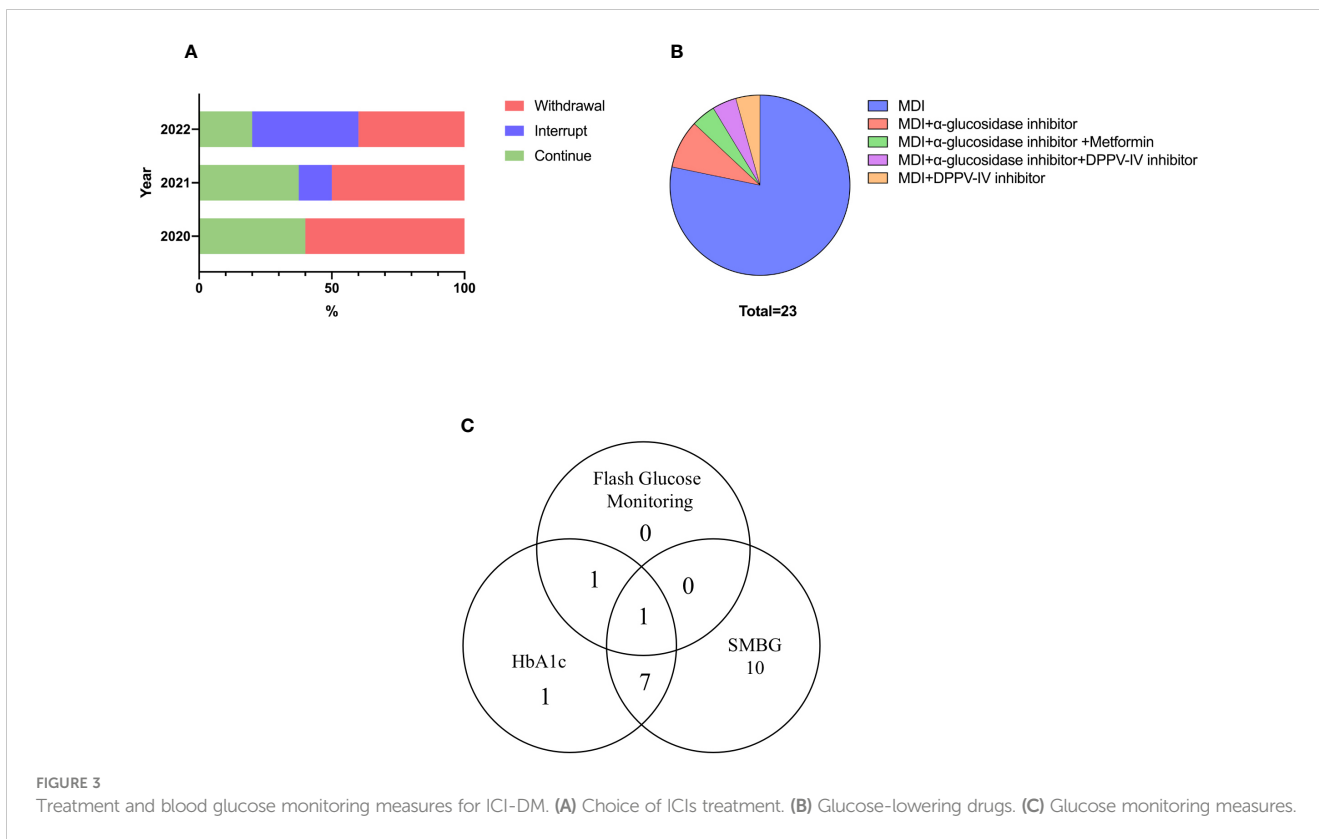 A
Year
2022
2021
2020
0
50
100
%
Withdrawal
Interrupt
Continue
B
MDI
MDI+α-glucosidase inhibitor
MDI+α-glucosidase inhibitor +Metformin
MDI+α-glucosidase inhibitor+DPPV-IV inhibitor
MDI+DPPV-IV inhibitor
Total=23
C
Flash Glucose
Monitoring
0
1
0
1
HbA1c
1
7
SMBG
10
FIGURE 3
Treatment and blood glucose monitoring measures for ICI-DM. (A) Choice of ICIs treatment. (B) Glucose-lowering drugs. (C) Glucose monitoring measures.